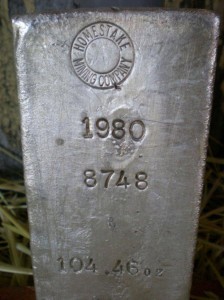 HOMESTAKE
MINING COMPANY
1980
8748
104.46oz